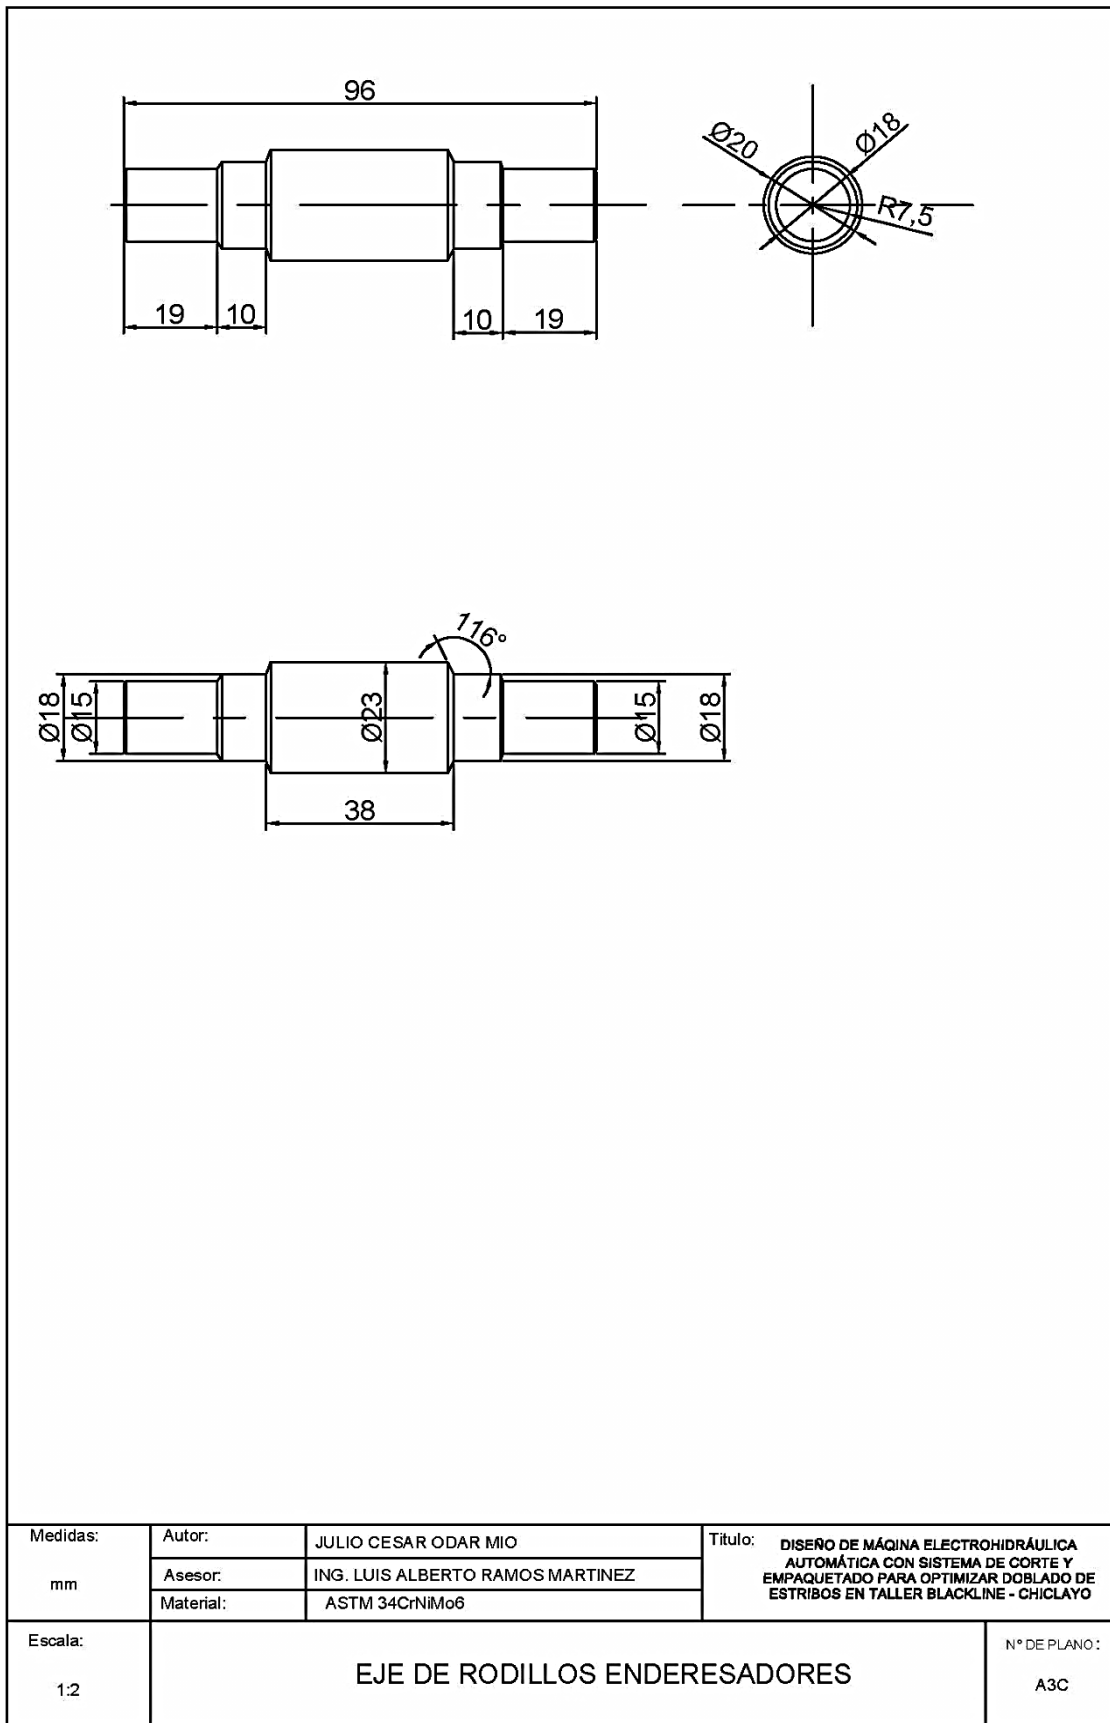 96
Ø20
Ø18
R7,5
19
10
10
19
116°
Ø18
Ø15
Ø23
Ø15
Ø18
38
Medidas:
mm
Autor:
JULIO CESAR ODAR MIO
Asesor:
ING. LUIS ALBERTO RAMOS MARTINEZ
Material:
ASTM 34CrNiMo6
Titulo:
DISEÑO DE MÁQINA ELECTROHIDRÁULICA
AUTOMÁTICA CON SISTEMA DE CORTE Y
EMPAQUETADO PARA OPTIMIZAR DOBLADO DE
ESTRIBOS EN TALLER BLACKLINE - CHICLAYO
Escala:
1:2
EJE DE RODILLOS ENDERESADORES
N° DE PLANO:
A3C